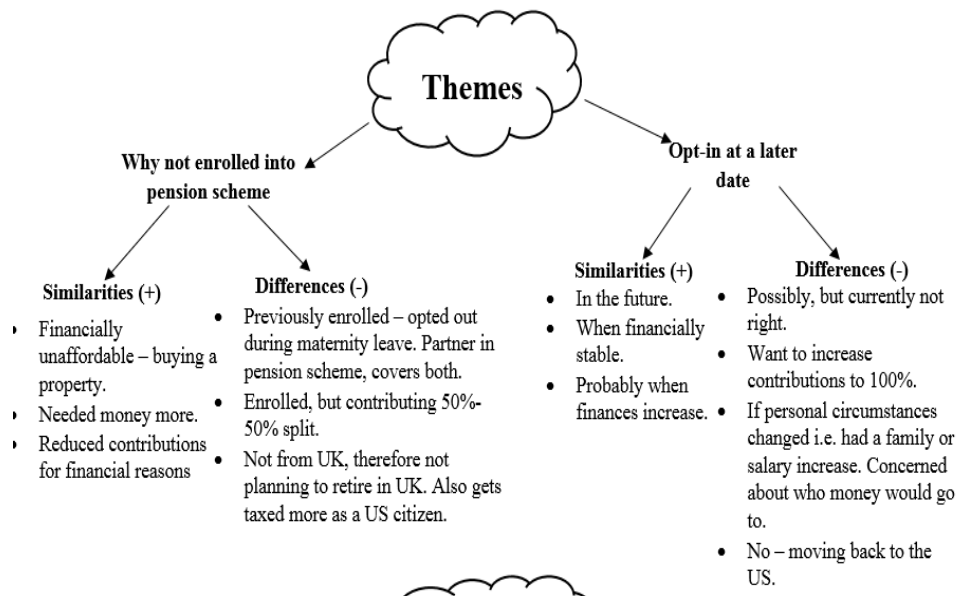 Themes
Why not enrolled into
pension scheme
Similarities (+)
• Financially
unaffordable – buying a
property.
• Needed money more.
• Reduced contributions
for financial reasons
Differences (-)
• Previously enrolled – opted out
during maternity leave. Partner in
pension scheme, covers both.
• Enrolled, but contributing 50%-
50% split.
• Not from UK, therefore not
planning to retire in UK. Also gets
taxed more as a US citizen.
Opt-in at a later
date
Similarities (+)
• In the future.
• When financially
stable.
• Probably when
finances increase.
Differences (-)
• Possibly, but currently not
right.
• Want to increase
contributions to 100%.
• If personal circumstances
changed i.e. had a family or
salary increase. Concerned
about who money would go
to.
• No – moving back to the
US.